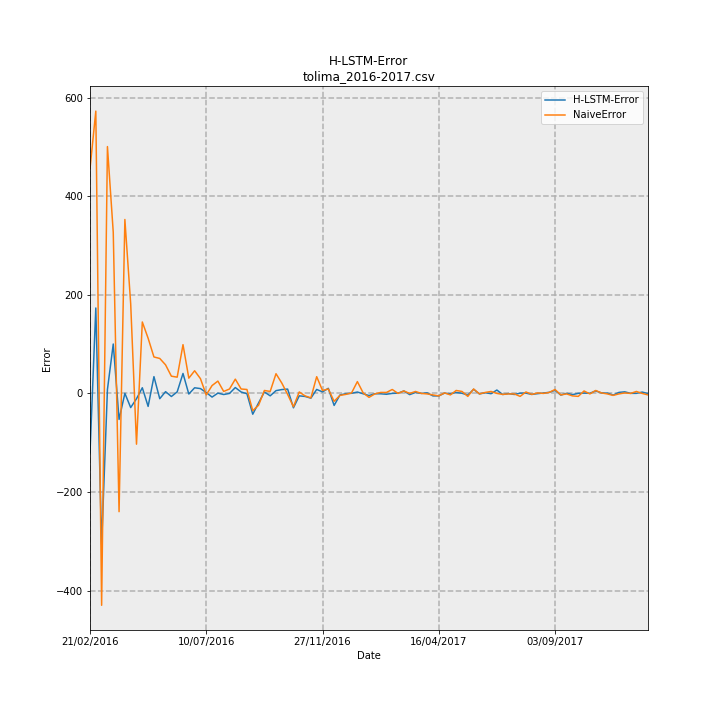 H-LSTM-Error
tolima_2016-2017.csv
H-LSTM-Error
NaiveError
600
400
200
0
−200
−400
Error
21/02/2016
10/07/2016
27/11/2016
16/04/2017
03/09/2017
Date